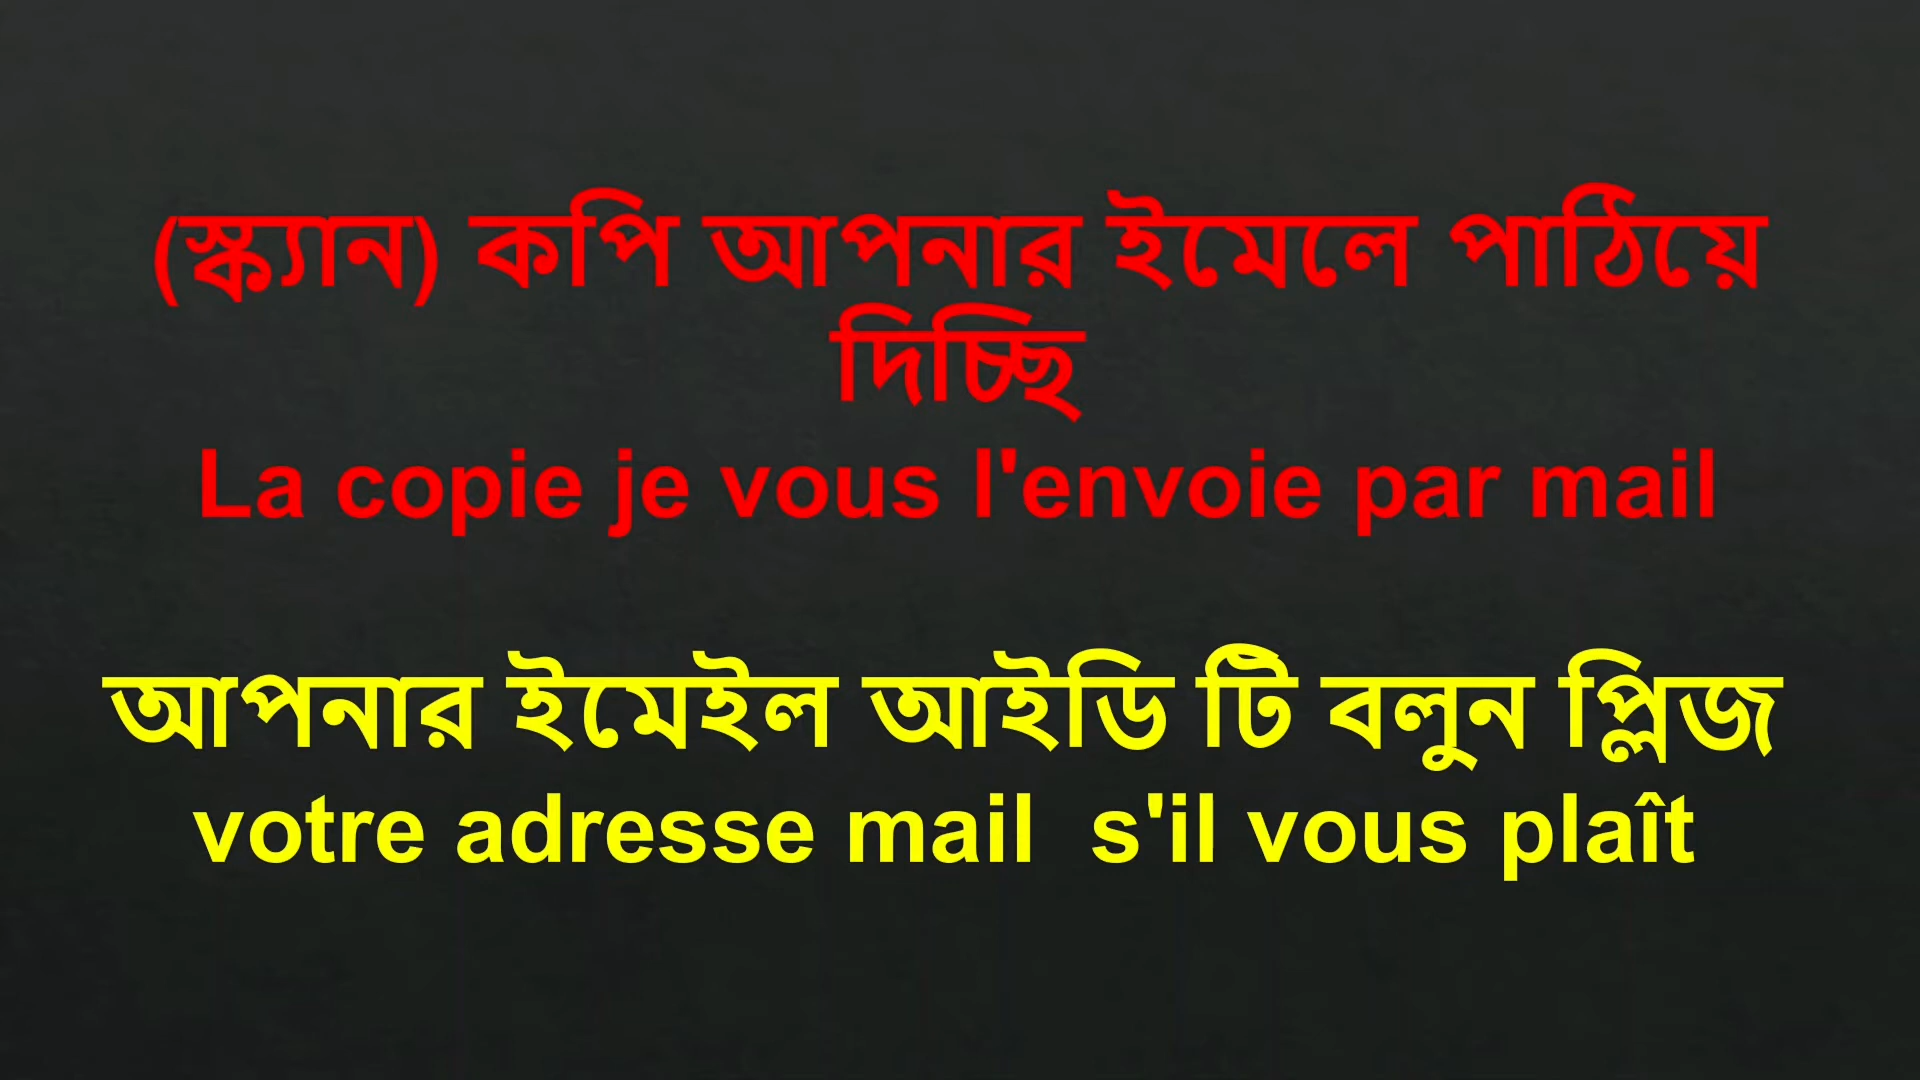 (স্ক্যান) কপি আপনার ইমেলে পাঠিয়ে
দিচ্ছি
La copie je vous l'envoie par mail
আপনার ইমেইল আইডি টি বলুন প্লিজ
votre adresse mail  s'il vous plaît